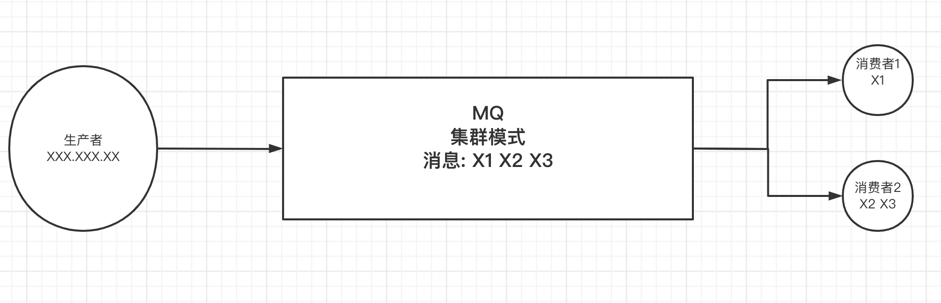 生产者
XXX.XXX.XX
MQ
集群模式
消息: X1 X2 X3
消费者1
X1
消费者2
X2 X3